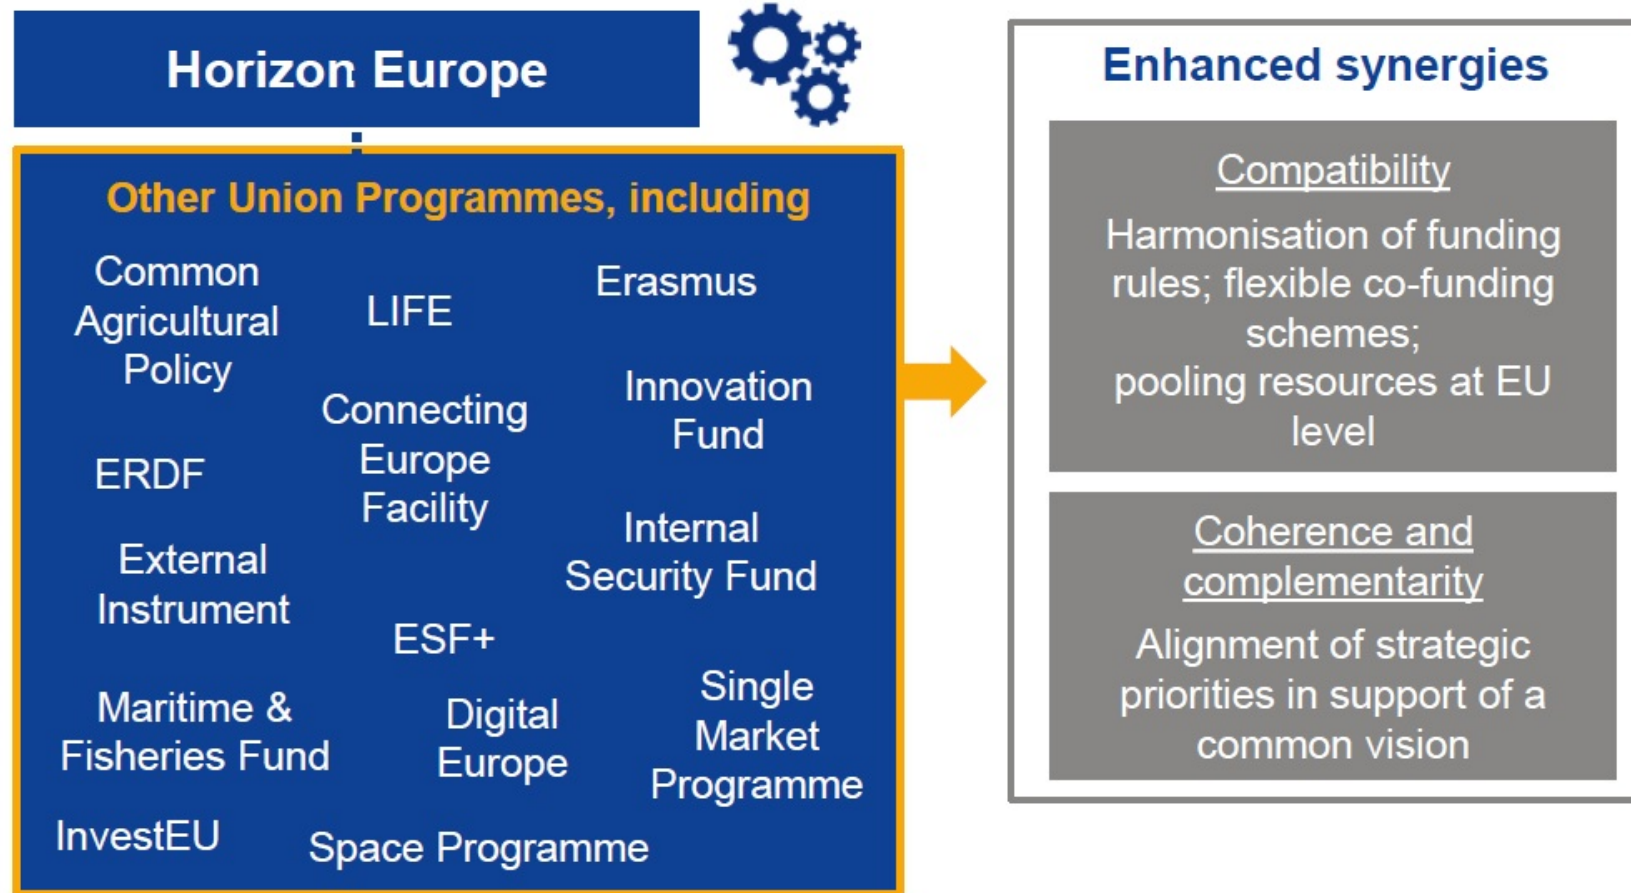 Horizon Europe
Other Union Programmes, including
Common
Agricultural
Policy
LIFE
Erasmus
Connecting
Europe
Facility
Innovation
Fund
ERDF
Internal
Security Fund
External
Instrument
ESF+
Maritime &
Fisheries Fund
Digital
Europe
Single
Market
Programme
InvestEU
Space Programme
Enhanced synergies
Compatibility
Harmonisation of funding
rules; flexible co-funding
schemes;
pooling resources at EU
level
Coherence and
complementarity
Alignment of strategic
priorities in support of a
common vision